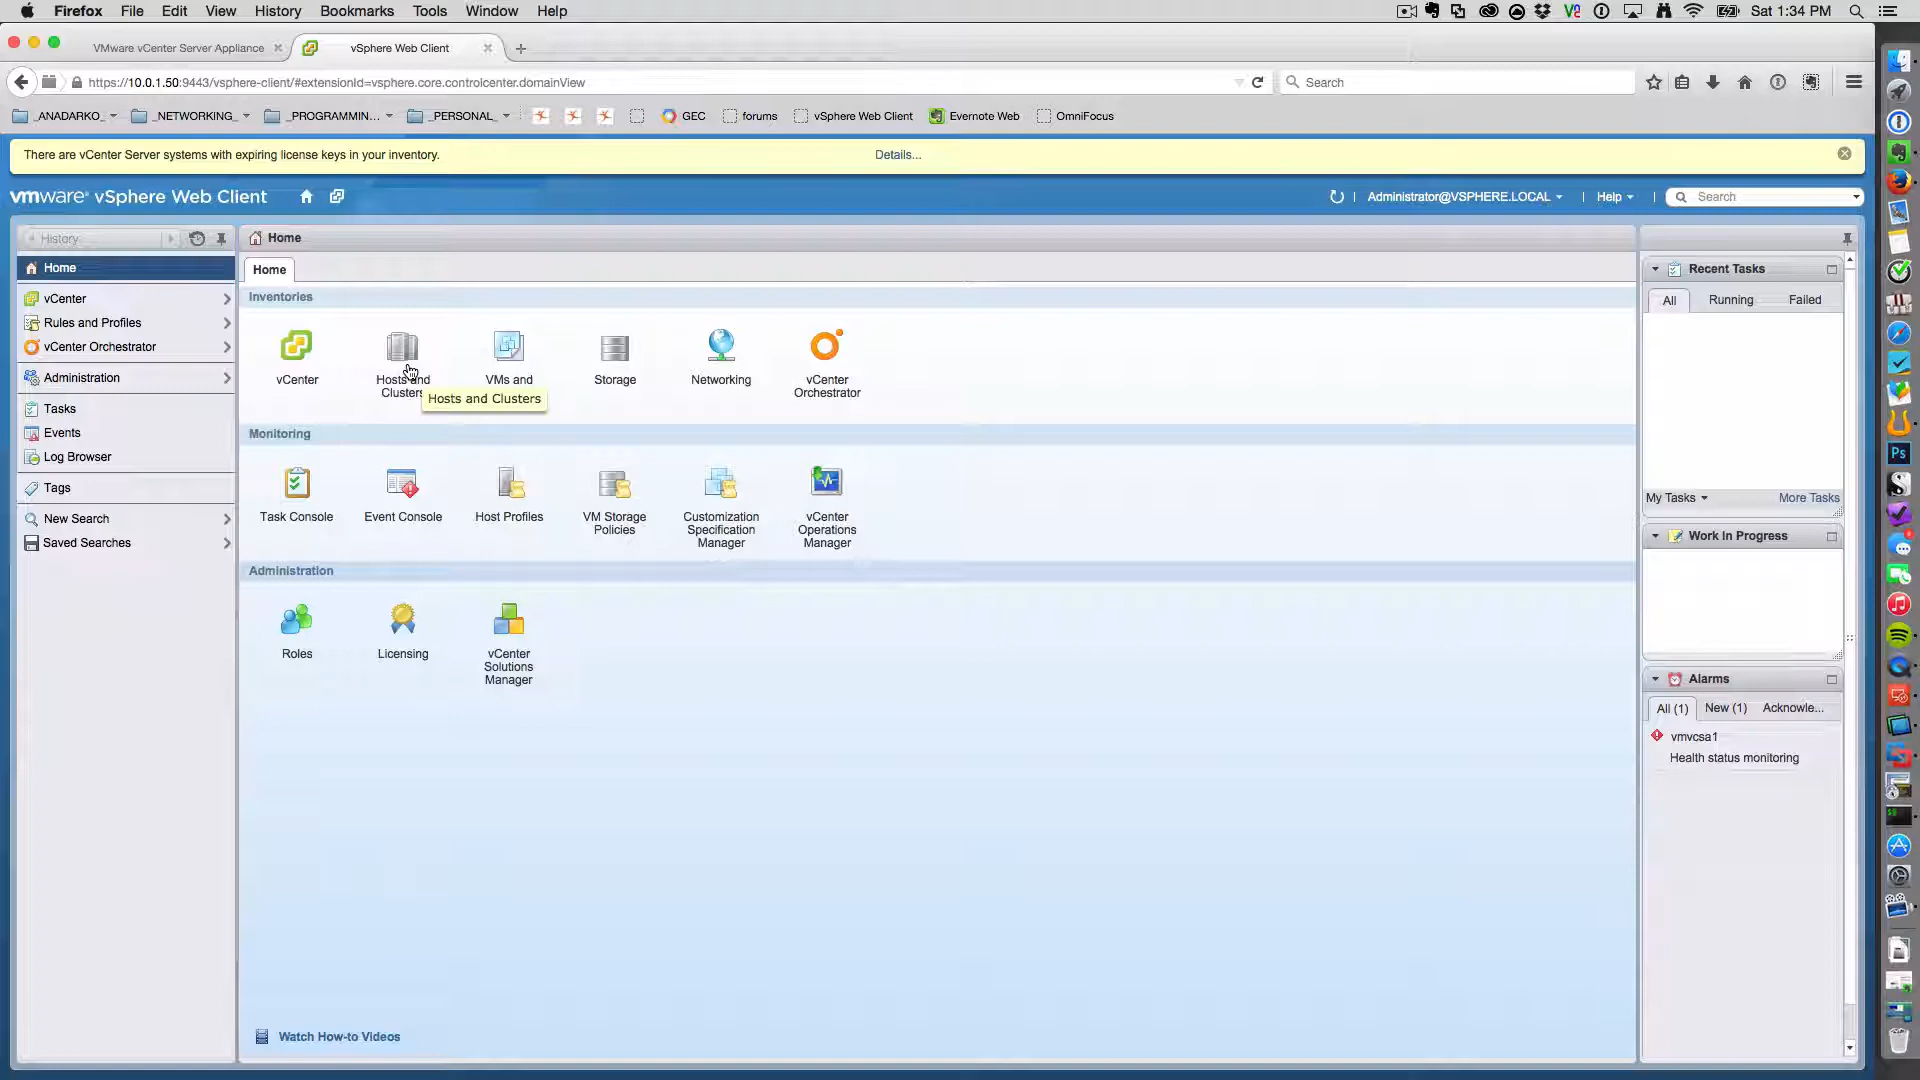 Firefox File Edit View History Bookmarks Tools Window Help Sat 1:34 PM
VMware vCenter Server Appliance vSphere Web Client
https://10.0.1.50:9443/vsphere-client/#extensionId=vsphere.core.controlcenter.domainView Search
_ANADARKO_ _NETWORKING_ _PROGRAMMIN... _PERSONAL_ GEC forums vSphere Web Client Evernote Web OmniFocus
There are vCenter Server systems with expiring license keys in your inventory. Details...
vmware® vSphere Web Client Administrator@VSPHERE.LOCAL Help Search
History
Home
vCenter
Rules and Profiles
vCenter Orchestrator
Administration
Tasks
Events
Log Browser
Tags
New Search
Saved Searches
Home
Home
Inventories
vCenter
Hosts and
Clusters
VMs and
Storage
Networking
vCenter
Orchestrator
Hosts and Clusters
Monitoring
Task Console
Event Console
Host Profiles
VM Storage
Policies
Customization
Specification
Manager
vCenter
Operations
Manager
Administration
Roles
Licensing
vCenter
Solutions
Manager
Watch How-to Videos
Recent Tasks
All Running Failed
My Tasks More Tasks
Work In Progress
Alarms
All (1) New (1) Acknowle...
vmvcsa1
Health status monitoring
Ps